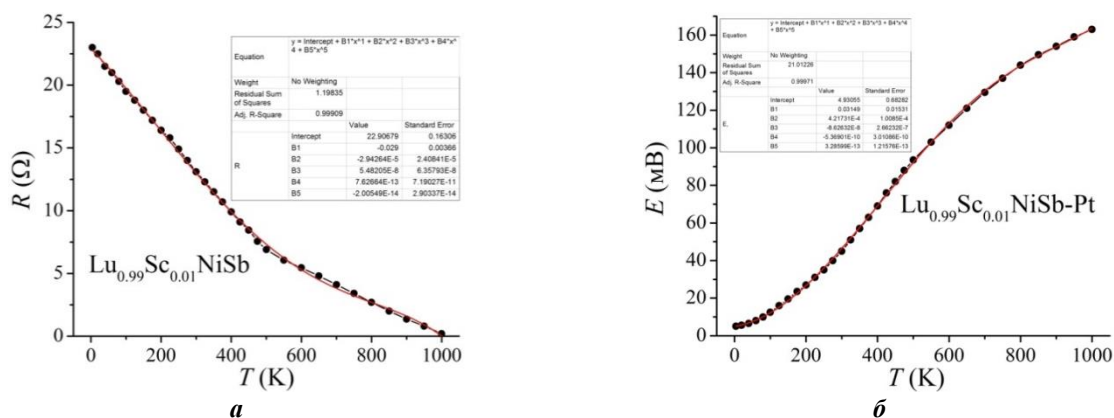 25
20
15
10
5
0
R (Ω)
Equation
y = Intercept + B1*x^1 + B2*x^2 + B3*x^3 + B4*x^
4 + B5*x^5
Weight No Weighting
Residual Sum
of Squares
1.19835
Adj. R-Square 0.99909
Value Standard Error
R
Intercept 22.90679 0.16306
B1 -0.029 0.00366
B2 -2.94264E-5 2.40841E-5
B3 5.48205E-8 6.35793E-8
B4 7.62664E-13 7.19027E-11
B5 -2.00549E-14 2.90337E-14
Lu0.99Sc0.01NiSb
0 200 400 600 800 1000
T (K)
а
160
140
120
100
80
60
40
20
0
E (мВ)
Equation
y = Intercept + B1*x^1 + B2*x^2 + B3*x^3 + B4*x^4
+ B5*x^5
Weight No Weighting
Residual Sum
of Squares
21.01226
Adj. R-Square 0.99971
Value Standard Error
E,
Intercept 4.93055 0.68282
B1 0.03149 0.01531
B2 4.21731E-4 1.0085E-4
B3 -6.62632E-8 2.66232E-7
B4 -5.36901E-10 3.01086E-10
B5 3.28599E-13 1.21576E-13
Lu0.99Sc0.01NiSb-Pt
0 200 400 600 800 1000
T (K)
б